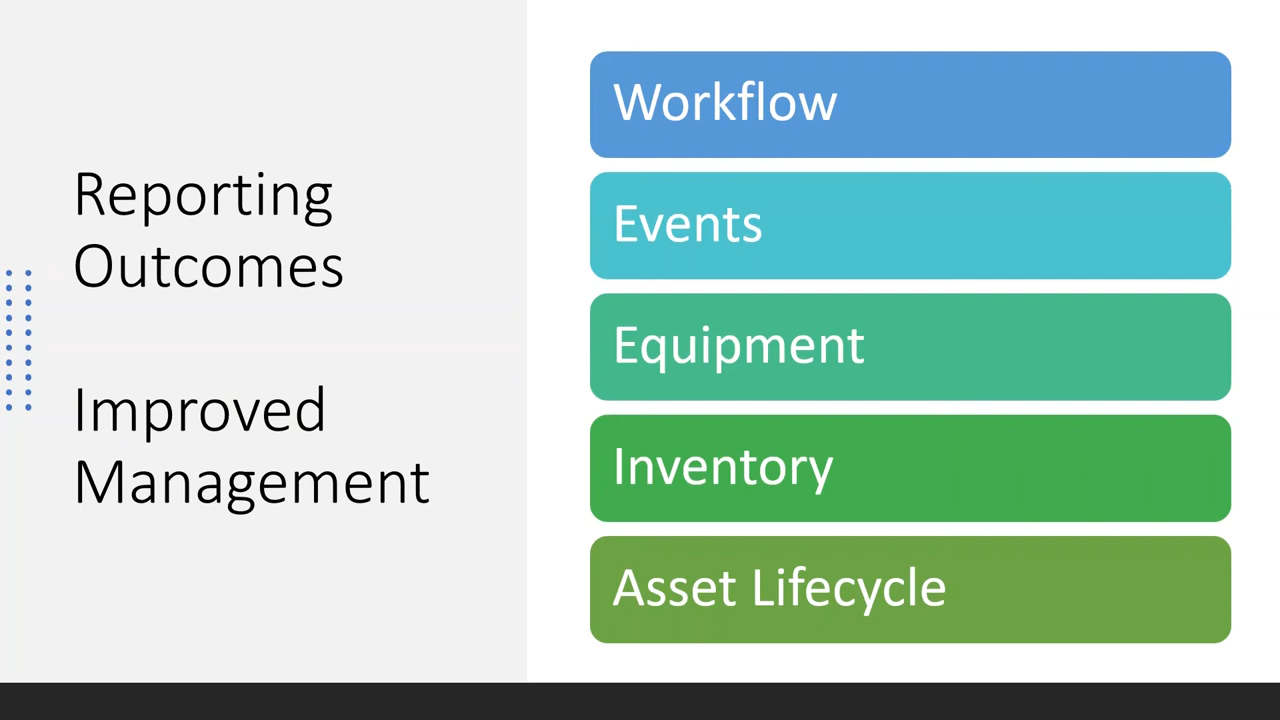 Reporting
Outcomes
Improved
Management
Workflow
Events
Equipment
Inventory
Asset Lifecycle